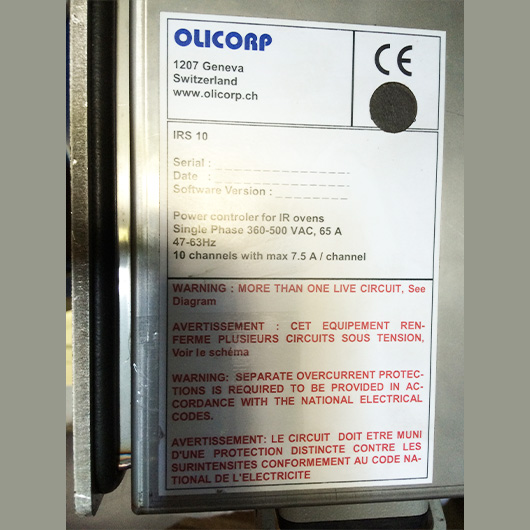 OLICORP
1207 Geneva
Switzerland
www.olicorp.ch
CE
IRS 10
Serial :
Date :
Software Version :
Power controler for IR ovens
Single Phase 360-500 VAC, 65 A
47-63Hz
10 channels with max 7.5 A / channel
WARNING : MORE THAN ONE LIVE CIRCUIT, See
Diagram
AVERTISSEMENT : CET EQUIPEMENT REN-
FERME PLUSIEURS CIRCUITS SOUS TENSION,
Voir le schéma
WARNING: SEPARATE OVERCURRENT PROTEC-
TIONS IS REQUIRED TO BE PROVIDED IN AC-
CORDANCE WITH THE NATIONAL ELECTRICAL
CODES.
AVERTISSEMENT: LE CIRCUIT DOIT ETRE MUNI
D'UNE PROTECTION DISTINCTE CONTRE LES
SURINTENSITES CONFORMEMENT AU CODE NA-
TIONAL DE L'ELECTRICITE